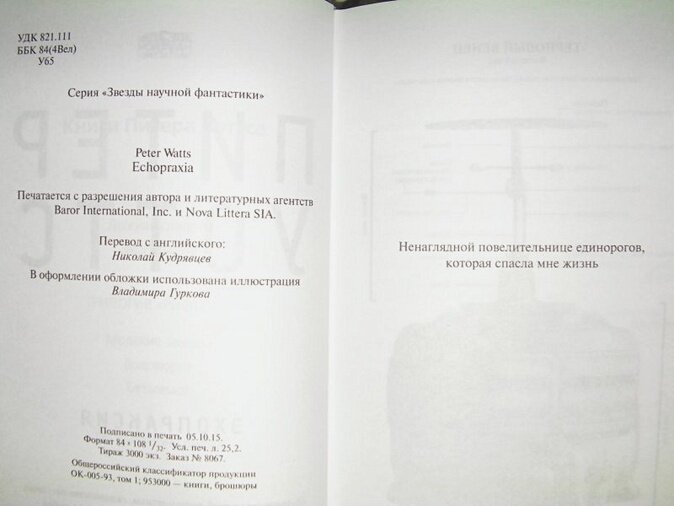 УДК 821.111
ББК 84(4Вел)
У65
Серия «Звезды научной фантастики»
Peter Watts
Echopraxia
Печатается с разрешения автора и литературных агентств
Baror International, Inc. и Nova Littera SIA.
Перевод с английского:
Николай Кудрявцев
В оформлении обложки использована иллюстрация
Владимира Гуркова
Подписано в печать 05.10.15.
Формат 84 × 108 1/32. Усл. печ. л. 25,2.
Тираж 3000 экз. Заказ № 8067.
Общероссийский классификатор продукции
ОК-005-93, том 1; 953000 — книги, брошюры
Ненаглядной повелительнице единорогов,
которая спасла мне жизнь